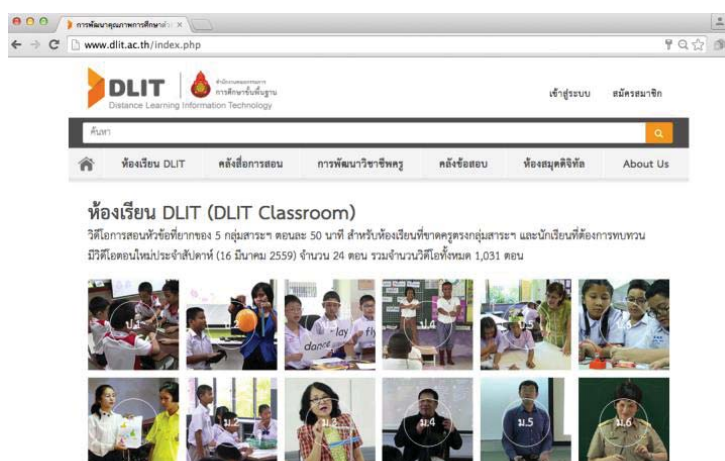 การพัฒนาคุณภาพการศึกษาด้ว
www.dlit.ac.th/index.php
DLIT
Distance Learning Information Technology
สำนักงานคณะกรรมการ
การศึกษาขั้นพื้นฐาน
เข้าสู่ระบบ สมัครสมาชิก
ค้นหา
ห้องเรียน DLIT คลังสื่อการสอน การพัฒนาวิชาชีพครู คลังข้อสอบ ห้องสมุดดิจิทัล About Us
ห้องเรียน DLIT (DLIT Classroom)
วิดีโอการสอนหัวข้อที่ยากของ 5 กลุ่มสาระฯ ตอนละ 50 นาที สำหรับห้องเรียนที่ขาดครูตรงกลุ่มสาระฯ และนักเรียนที่ต้องการทบทวน
มีวิดีโอตอนใหม่ประจำสัปดาห์ (16 มีนาคม 2559) จำนวน 24 ตอน รวมจำนวนวิดีโอทั้งหมด 1,031 ตอน
ป.1 ป.2 ป.3 ป.4 ป.5 ป.6
dance play fly
ม.2 ม.3 ม.4 ม.5 ม.6